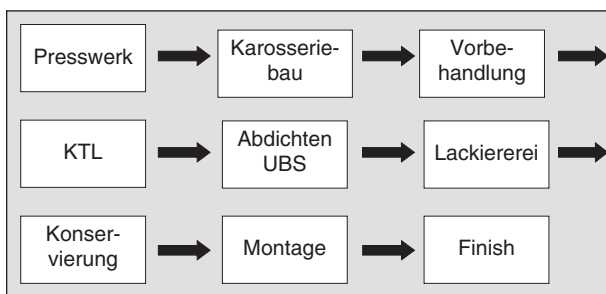 Presswerk
Karosserie-
bau
Vorbe-
handlung
KTL
Abdichten
UBS
Lackiererei
Konser-
vierung
Montage
Finish